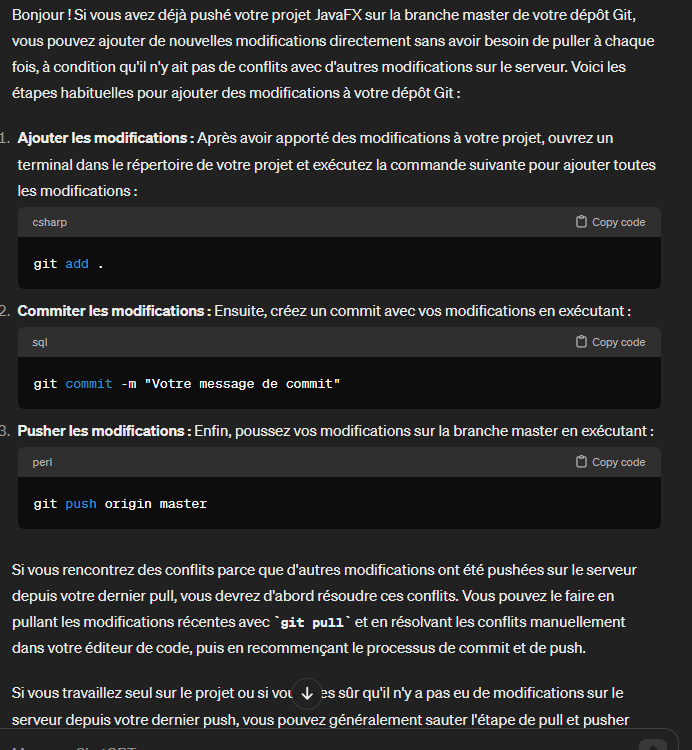 Bonjour ! Si vous avez déjà pushé votre projet JavaFX sur la branche master de votre dépôt Git,
vous pouvez ajouter de nouvelles modifications directement sans avoir besoin de puller à chaque
fois, à condition qu'il n'y ait pas de conflits avec d'autres modifications sur le serveur. Voici les
étapes habituelles pour ajouter des modifications à votre dépôt Git :
1. Ajouter les modifications : Après avoir apporté des modifications à votre projet, ouvrez un
terminal dans le répertoire de votre projet et exécutez la commande suivante pour ajouter toutes
les modifications :
csharp Copy code
git add .
2. Commiter les modifications : Ensuite, créez un commit avec vos modifications en exécutant :
sql Copy code
git commit -m "Votre message de commit"
3. Pusher les modifications : Enfin, poussez vos modifications sur la branche master en exécutant :
perl Copy code
git push origin master
Si vous rencontrez des conflits parce que d'autres modifications ont été pushées sur le serveur
depuis votre dernier pull, vous devrez d'abord résoudre ces conflits. Vous pouvez le faire en
pullant les modifications récentes avec `git pull` et en résolvant les conflits manuellement
dans votre éditeur de code, puis en recommençant le processus de commit et de push.
Si vous travaillez seul sur le projet ou si sûr qu'il n'y a pas eu de modifications sur le
serveur depuis votre dernier push, vous pouvez généralement sauter l'étape de pull et pusher